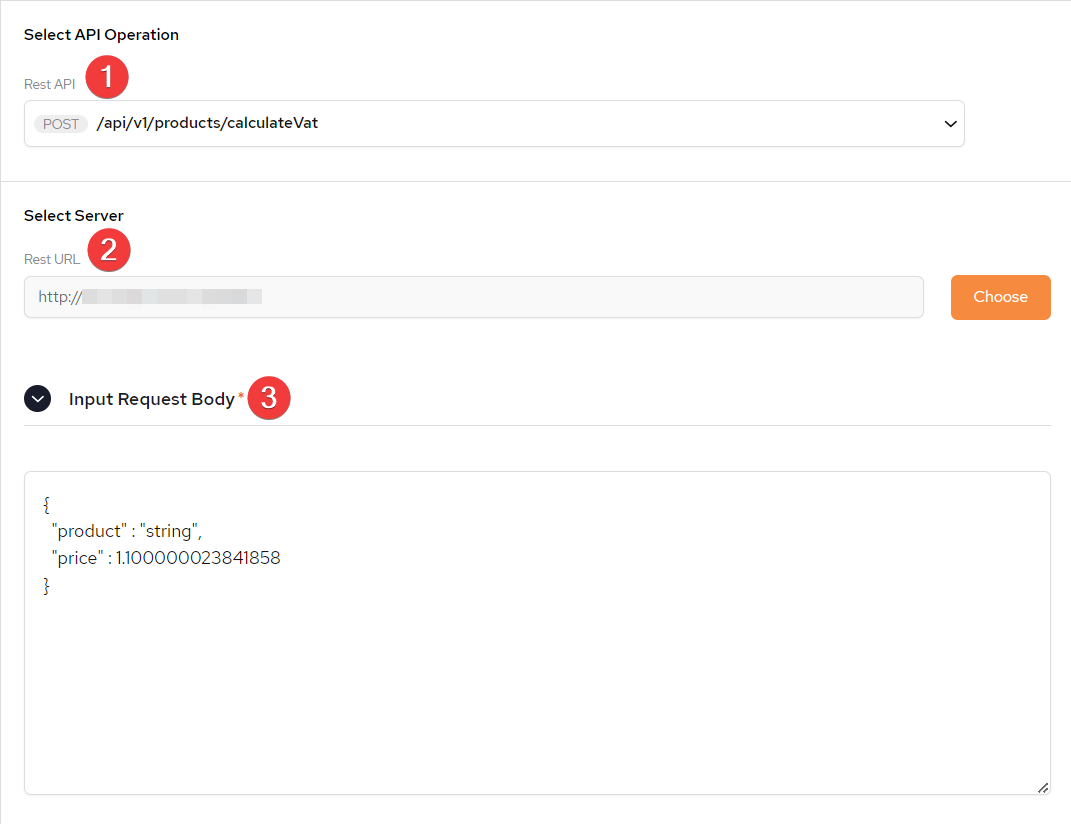 Select API Operation
Rest API 1
POST /api/v1/products/calculateVat
Select Server
Rest URL 2
http://
Choose
Input Request Body * 3
{
"product" : "string",
"price" : 1.100000023841858
}